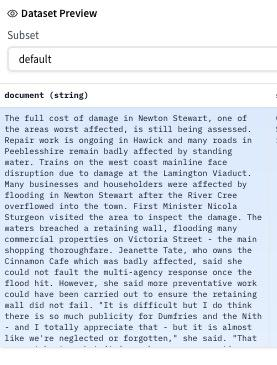 Dataset Preview
Subset
default
document (string)
The full cost of damage in Newton Stewart, one of
the areas worst affected, is still being assessed.
Repair work is ongoing in Hawick and many roads in
Peeblesshire remain badly affected by standing
water. Trains on the west coast mainline face
disruption due to damage at the Lamington Viaduct.
Many businesses and householders were affected by
flooding in Newton Stewart after the River Cree
overflowed into the town. First Minister Nicola
Sturgeon visited the area to inspect the damage. The
waters breached a retaining wall, flooding many
commercial properties on Victoria Street - the main
shopping thoroughfare. Jeanette Tate, who owns the
Cinnamon Cafe which was badly affected, said she
could not fault the multi-agency response once the
flood hit. However, she said more preventative work
could have been carried out to ensure the retaining
wall did not fail. "It is difficult but I do think
there is so much publicity for Dumfries and the Nith
- and I totally appreciate that - but it is almost
like we're neglected or forgotten," she said. "That